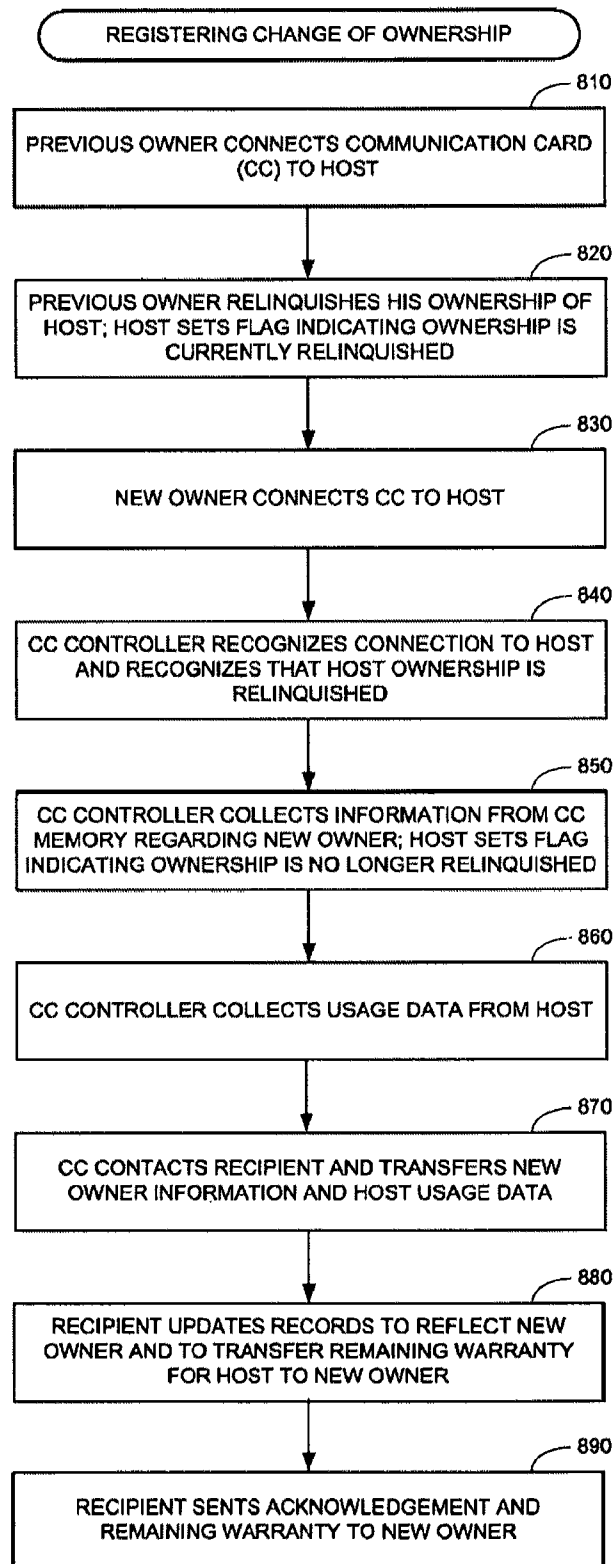 REGISTERING CHANGE OF OWNERSHIP
810
PREVIOUS OWNER CONNECTS COMMUNICATION CARD
(CC) TO HOST
820
PREVIOUS OWNER RELINQUISHES HIS OWNERSHIP OF
HOST; HOST SETS FLAG INDICATING OWNERSHIP IS
CURRENTLY RELINQUISHED
830
NEW OWNER CONNECTS CC TO HOST
840
CC CONTROLLER RECOGNIZES CONNECTION TO HOST
AND RECOGNIZES THAT HOST OWNERSHIP IS
RELINQUISHED
850
CC CONTROLLER COLLECTS INFORMATION FROM CC
MEMORY REGARDING NEW OWNER; HOST SETS FLAG
INDICATING OWNERSHIP IS NO LONGER RELINQUISHED
860
CC CONTROLLER COLLECTS USAGE DATA FROM HOST
870
CC CONTACTS RECIPIENT AND TRANSFERS NEW
OWNER INFORMATION AND HOST USAGE DATA
880
RECIPIENT UPDATES RECORDS TO REFLECT NEW
OWNER AND TO TRANSFER REMAINING WARRANTY
FOR HOST TO NEW OWNER
890
RECIPIENT SENTS ACKNOWLEDGEMENT AND
REMAINING WARRANTY TO NEW OWNER